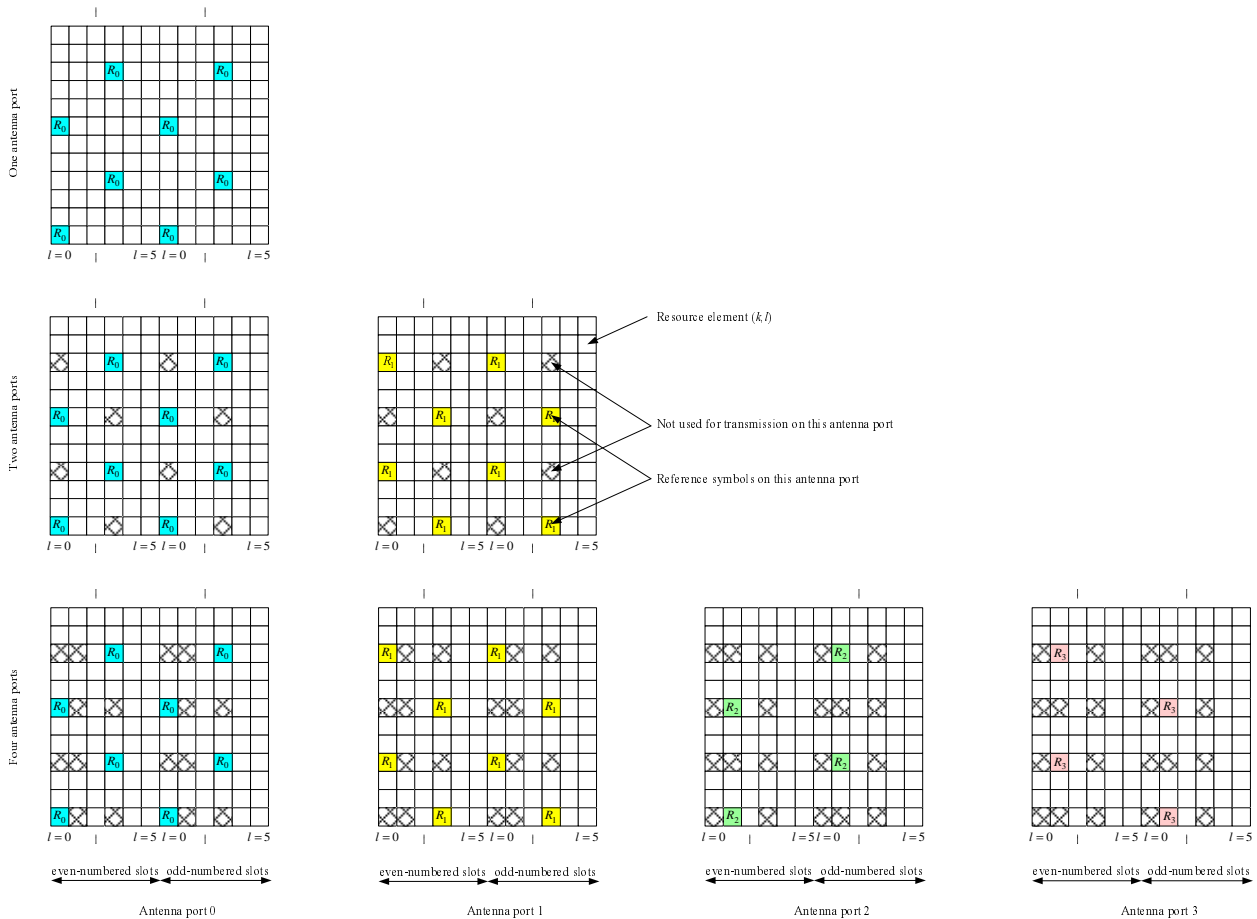 One antenna port
R0 R0
R0 R0
R0 R0
R0 R0
l = 0 l = 5 l = 0 l = 5
Two antenna ports
R0 R0
R0 R0
R0 R0
R0 R0
l = 0 l = 5 l = 0 l = 5
R1 R1
R1 R1
R1 R1
R1 R1
l = 0 l = 5 l = 0 l = 5
Resource element (k,l)
Not used for transmission on this antenna port
Reference symbols on this antenna port
Four antenna ports
R0 R0
R0 R0
R0 R0
R0 R0
l = 0 l = 5 l = 0 l = 5
even-numbered slots odd-numbered slots
Antenna port 0
R1 R1
R1 R1
R1 R1
R1 R1
l = 0 l = 5 l = 0 l = 5
even-numbered slots odd-numbered slots
Antenna port 1
R2
R2
R2
R2
l = 0 l = 5 l = 0 l = 5
even-numbered slots odd-numbered slots
Antenna port 2
R3
R3
R3
R3
l = 0 l = 5 l = 0 l = 5
even-numbered slots odd-numbered slots
Antenna port 3